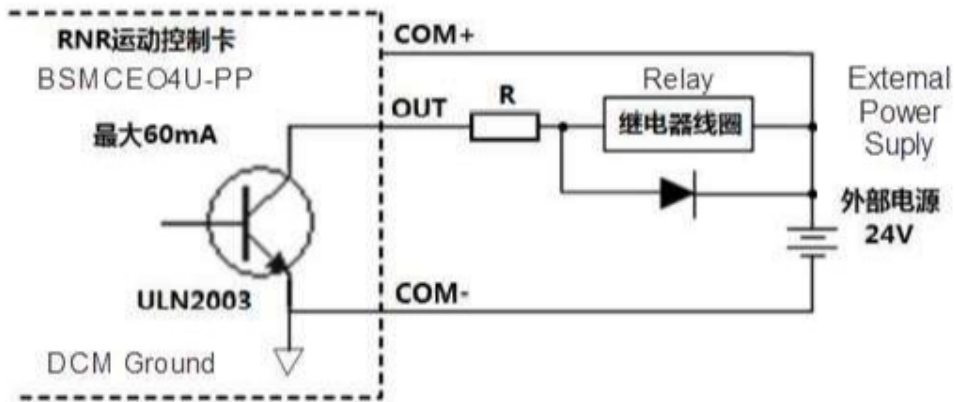 RNR运动控制卡
BSMCEO4U-PP
最大60mA
ULN2003
DCM Ground
COM+
OUT
R
Relay
继电器线圈
COM-
External
Power
Suply
外部电源
24V